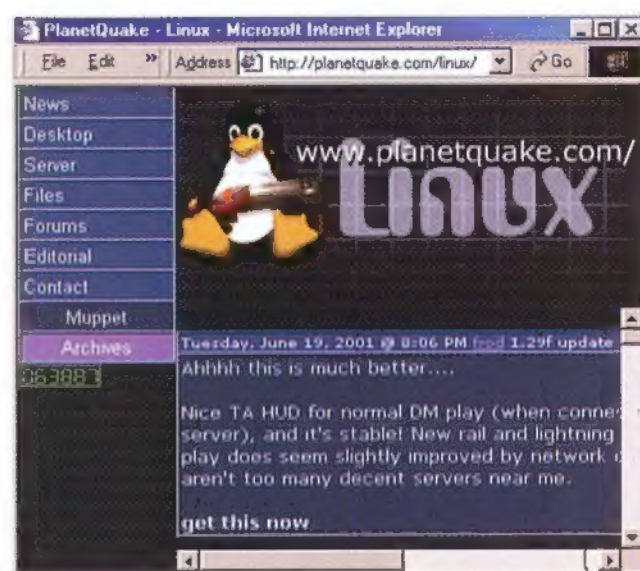 PlanetQuake - Linux - Microsoft Internet Explorer
File Edit » Address http://planetquake.com/linux/ Go
News
Desktop
Server
Files
Forums
Editorial
Contact
Muppet
Archives
063887
www.planetquake.com/
Linux
Tuesday, June 19, 2001 @ 8:06 PM frod 1.29f update
Ahhhh this is much better....
Nice TA HUD for normal DM play (when conne
server), and it's stable! New rail and lightning
play does seem slightly improved by network
aren't too many decent servers near me.
get this now